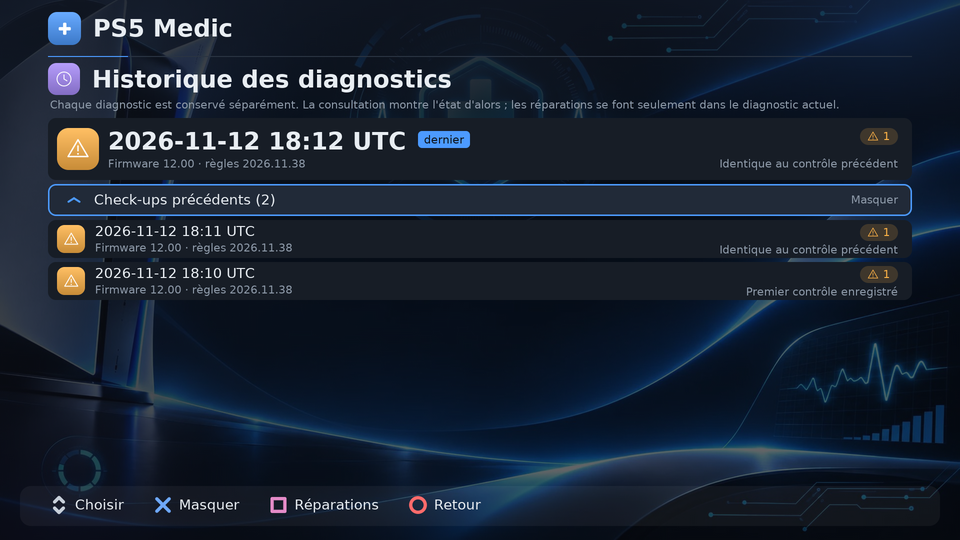 PS5 Medic
Historique des diagnostics
Chaque diagnostic est conservé séparément. La consultation montre l'état d'alors ; les réparations se font seulement dans le diagnostic actuel.
2026-11-12 18:12 UTC dernier
1
Firmware 12.00 · règles 2026.11.38
Identique au contrôle précédent
Check-ups précédents (2)
Masquer
2026-11-12 18:11 UTC
1
Firmware 12.00 · règles 2026.11.38
Identique au contrôle précédent
2026-11-12 18:10 UTC
1
Firmware 12.00 · règles 2026.11.38
Premier contrôle enregistré
Choisir
Masquer
Réparations
Retour